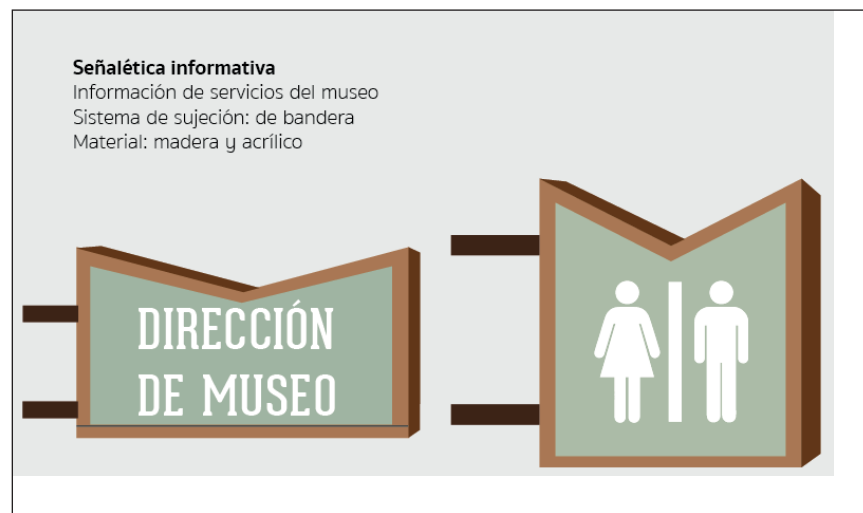 Señalética informativa
Información de servicios del museo
Sistema de sujeción: de bandera
Material: madera y acrílico
DIRECCIÓN
DE MUSEO